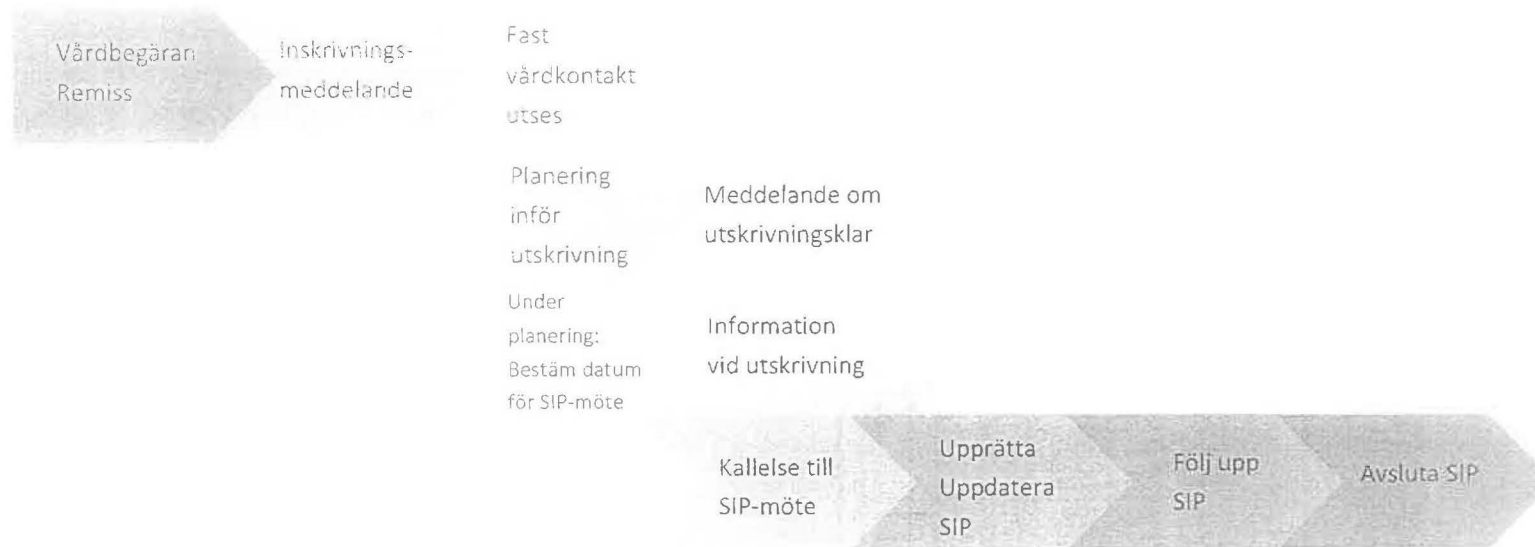 Vårdbegäran
Remiss
Inskrivnings-
meddelande
Fast
vårdkontakt
utses
Planering
inför
utskrivning
Under
planering:
Bestäm datum
för SIP-möte
Meddelande om
utskrivningsklar
Information
vid utskrivning
Kallelse till
SIP-möte
Upprätta
Uppdatera
SIP
Följ upp
SIP
Avsluta SIP